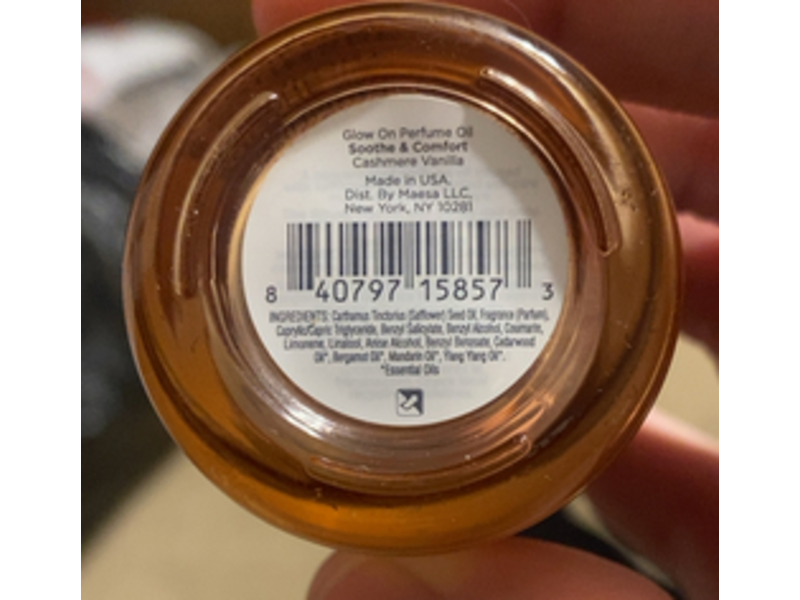 Glow On Perfume Oil
Soothe & Comfort
Cashmere Vanilla
Made in USA.
Dist. By Maesa LLC,
New York, NY 10281
8 40797 15857 3
INGREDIENTS: Carthamus Tinctorius (Safflower) Seed Oil, Fragrance (Parfum),
Caprylic/Capric Triglyceride, Benzyl Salicylate, Benzyl Alcohol, Coumarin,
Limonene, Linalool, Anise Alcohol, Benzyl Benzoate, Cedarwood
Oil*, Bergamot Oil*, Mandarin Oil*, Ylang Ylang Oil*.
*Essential Oils